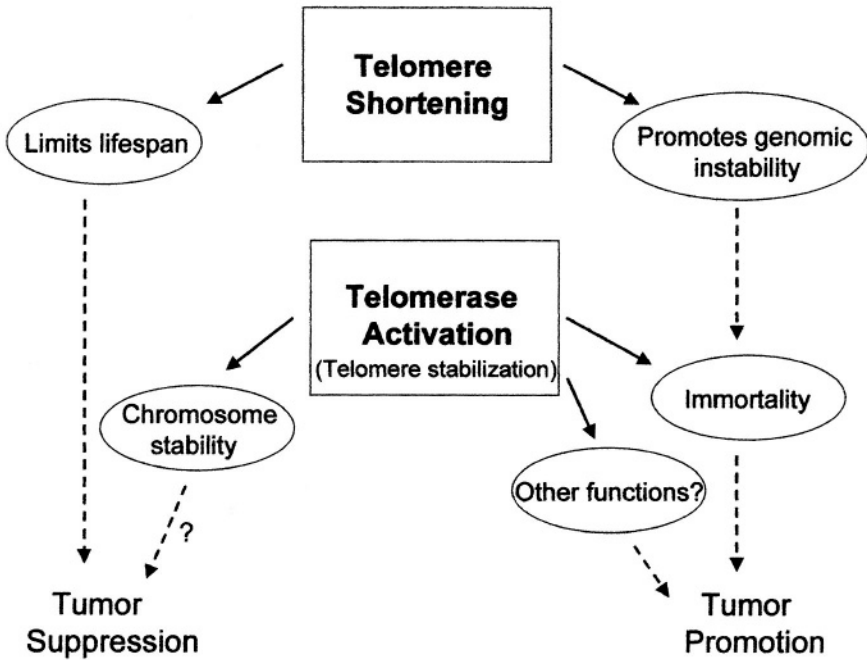 Telomere
Shortening
Limits lifespan
Promotes genomic
instability
Telomerase
Activation
(Telomere stabilization)
Chromosome
stability
Immortality
Other functions?
?
Tumor
Suppression
Tumor
Promotion